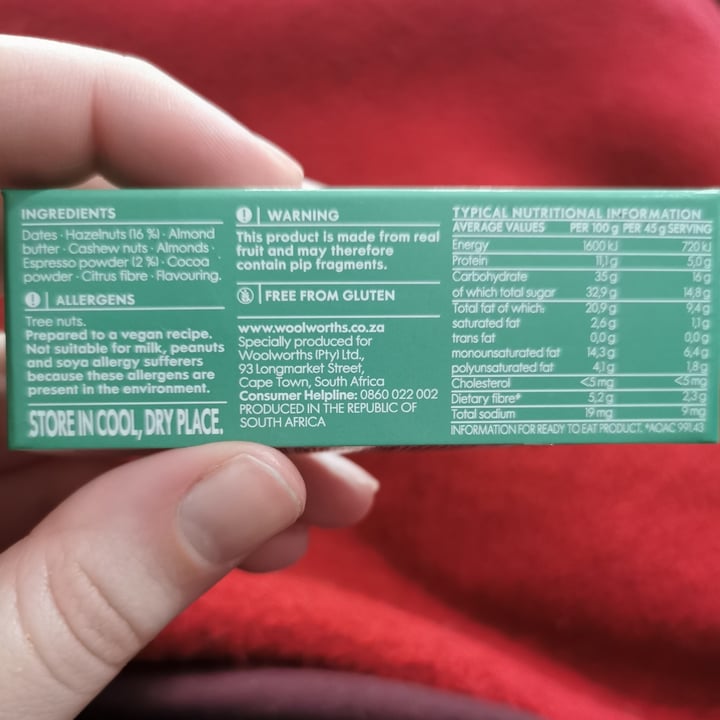 INGREDIENTS
Dates · Hazelnuts (16 %) · Almond
butter · Cashew nuts · Almonds ·
Espresso powder (2 %) · Cocoa
powder · Citrus fibre · Flavouring.
! | ALLERGENS
Tree nuts.
Prepared to a vegan recipe.
Not suitable for milk, peanuts
and soya allergy sufferers
because these allergens are
present in the environment.
STORE IN COOL, DRY PLACE.
! | WARNING
This product is made from real
fruit and may therefore
contain pip fragments.
FREE FROM GLUTEN
www.woolworths.co.za
Specially produced for
Woolworths (Pty) Ltd.,
93 Longmarket Street,
Cape Town, South Africa
Consumer Helpline: 0860 022 002
PRODUCED IN THE REPUBLIC OF
SOUTH AFRICA
TYPICAL NUTRITIONAL INFORMATION
AVERAGE VALUES PER 100 g PER 45 g SERVING
Energy 1600 kJ 720 kJ
Protein 11,1 g 5,0 g
Carbohydrate 35 g 16 g
of which total sugar 32,9 g 14,8 g
Total fat of which: 20,9 g 9,4 g
saturated fat 2,6 g 1,1 g
trans fat 0,0 g 0,0 g
monounsaturated fat 14,3 g 6,4 g
polyunsaturated fat 4,1 g 1,8 g
Cholesterol <5 mg <5 mg
Dietary fibre* 5,2 g 2,3 g
Total sodium 19 mg 9 mg
INFORMATION FOR READY TO EAT PRODUCT. *AOAC 991.43